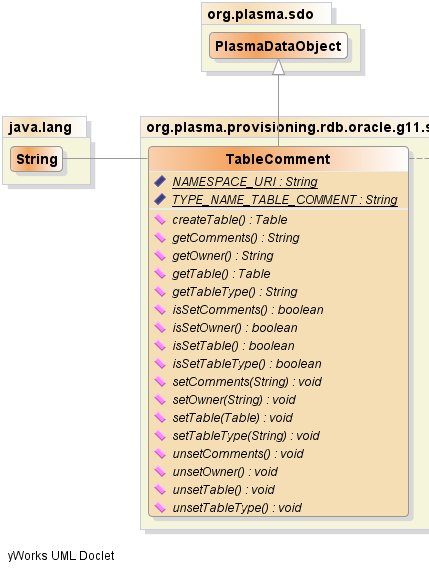 org.plasma.sdo
PlasmaDataObject
java.lang
String
org.plasma.provisioning.rdb.oracle.g11.s
TableComment
NAMESPACE_URI : String
TYPE_NAME_TABLE_COMMENT : String
createTable() : Table
getComments() : String
getOwner() : String
getTable() : Table
getTableType() : String
isSetComments() : boolean
isSetOwner() : boolean
isSetTable() : boolean
isSetTableType() : boolean
setComments(String) : void
setOwner(String) : void
setTable(Table) : void
setTableType(String) : void
unsetComments() : void
unsetOwner() : void
unsetTable() : void
unsetTableType() : void
yWorks UML Doclet